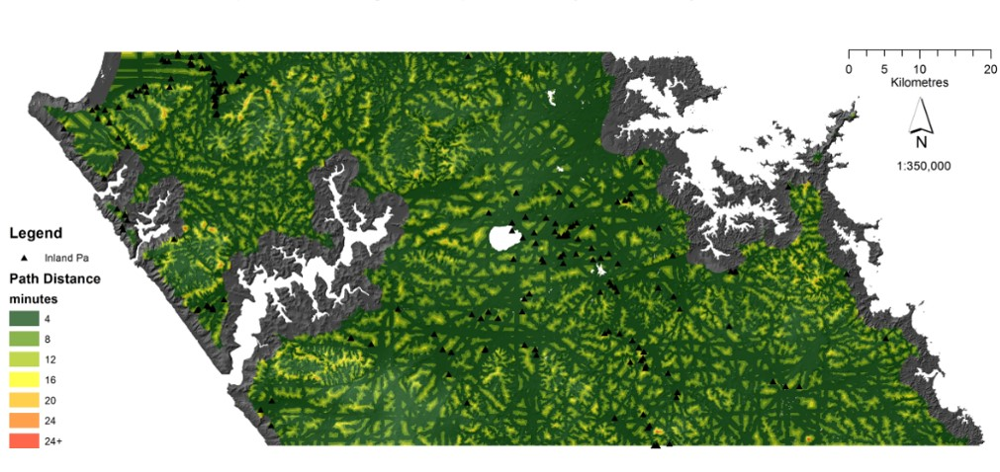 0 5 10 20
Kilometres
N
1:350,000
Legend
Inland Pa
Path Distance
minutes
4
8
12
16
20
24
24+